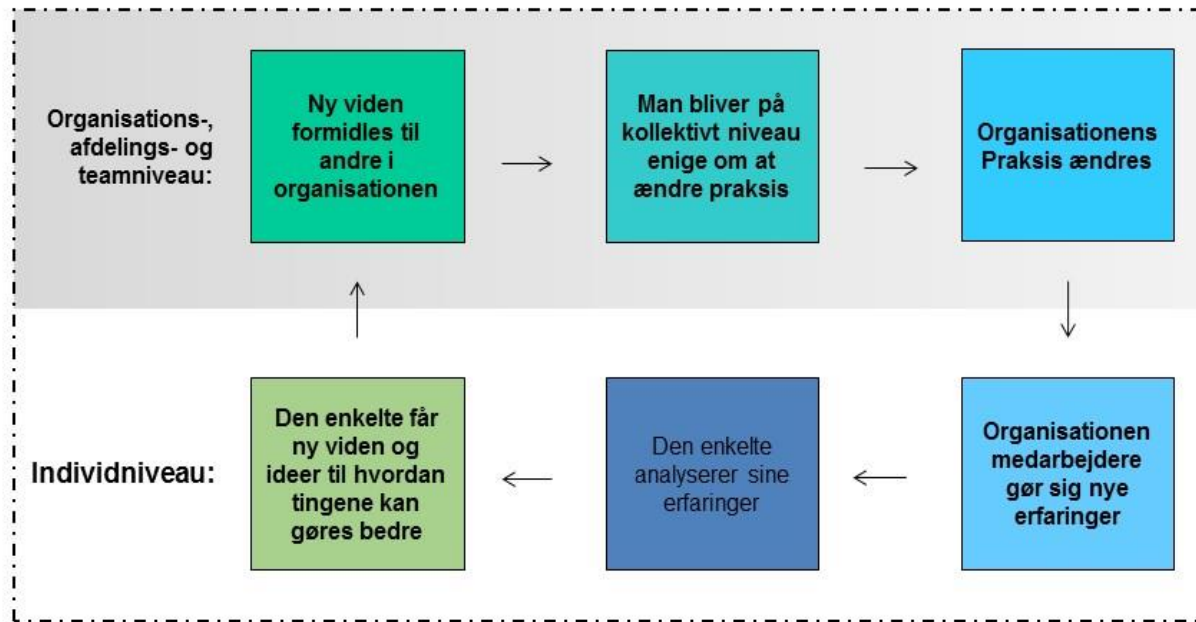 Organisations-,
afdelings- og
teamniveau:
Ny viden
formidles til
andre i
organisationen
Man bliver på
kollektivt niveau
enige om at
ændre praksis
Organisationens
Praksis ændres
Individniveau:
Den enkelte får
ny viden og
ideer til hvordan
tingene kan
gøres bedre
Den enkelte
analyserer sine
erfaringer
Organisationen
medarbejdere
gør sig nye
erfaringer